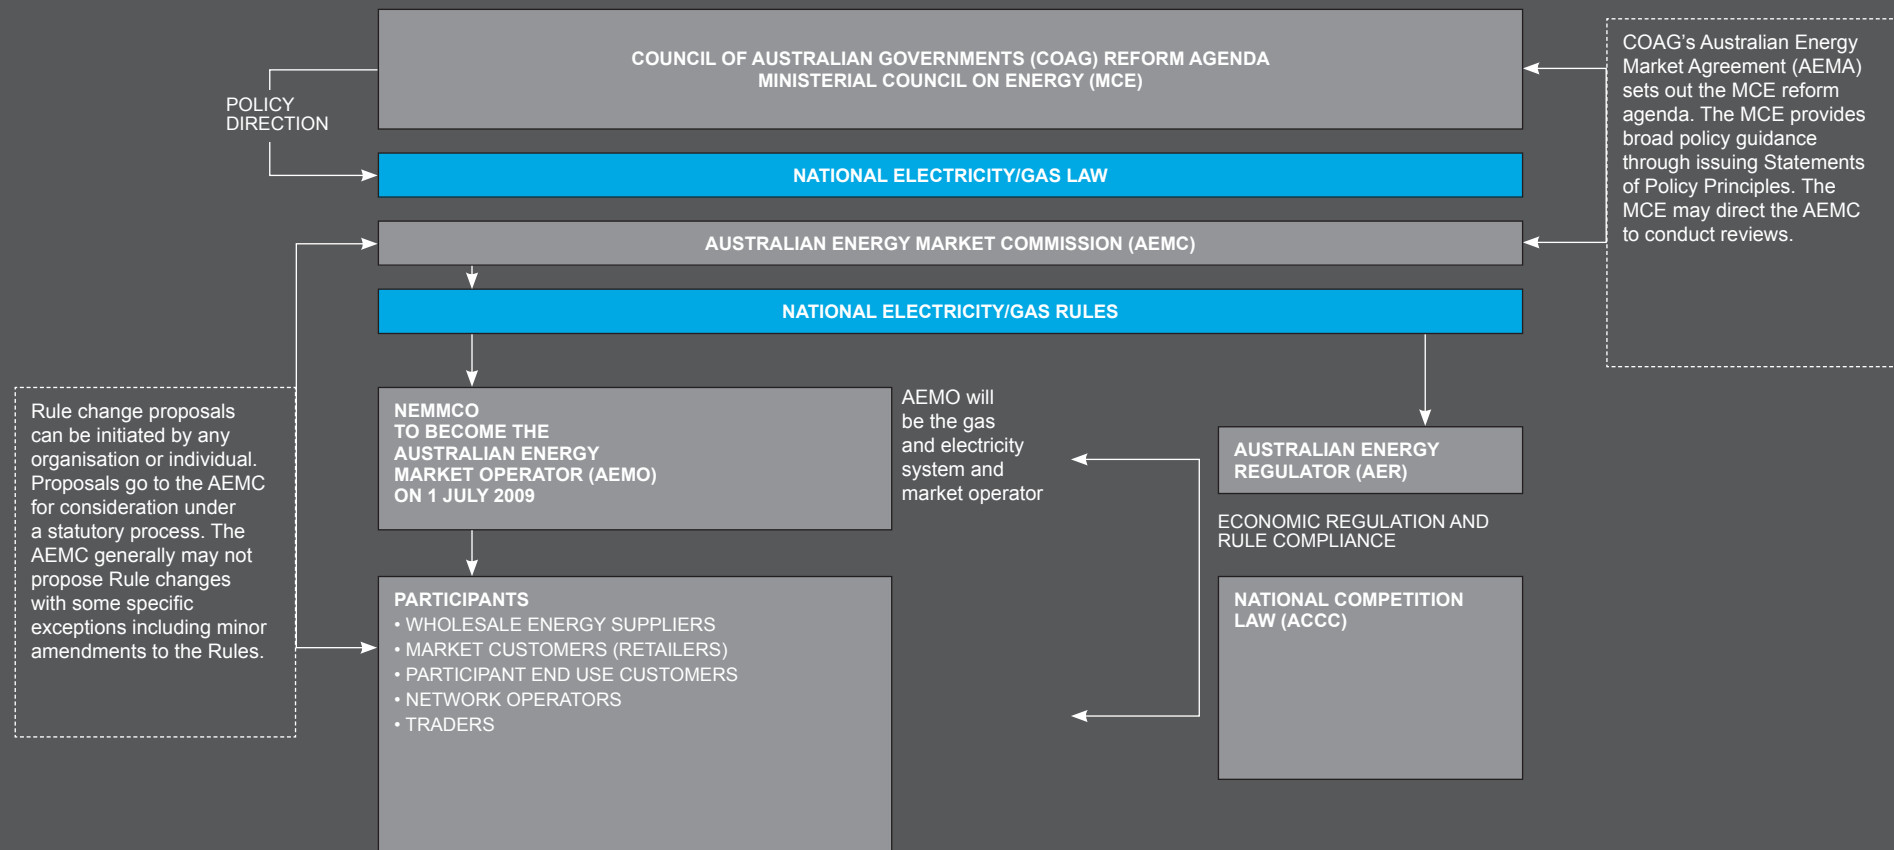 COUNCIL OF AUSTRALIAN GOVERNMENTS (COAG) REFORM AGENDA
MINISTERIAL COUNCIL ON ENERGY (MCE)
COAG’s Australian Energy
Market Agreement (AEMA)
sets out the MCE reform
agenda. The MCE provides
broad policy guidance
through issuing Statements
of Policy Principles. The
MCE may direct the AEMC
to conduct reviews.
POLICY
DIRECTION
NATIONAL ELECTRICITY/GAS LAW
AUSTRALIAN ENERGY MARKET COMMISSION (AEMC)
NATIONAL ELECTRICITY/GAS RULES
Rule change proposals
can be initiated by any
organisation or individual.
Proposals go to the AEMC
for consideration under
a statutory process. The
AEMC generally may not
propose Rule changes
with some specific
exceptions including minor
amendments to the Rules.
NEMMCO
TO BECOME THE
AUSTRALIAN ENERGY
MARKET OPERATOR (AEMO)
ON 1 JULY 2009
AEMO will
be the gas
and electricity
system and
market operator
AUSTRALIAN ENERGY
REGULATOR (AER)
ECONOMIC REGULATION AND
RULE COMPLIANCE
PARTICIPANTS
• WHOLESALE ENERGY SUPPLIERS
• MARKET CUSTOMERS (RETAILERS)
• PARTICIPANT END USE CUSTOMERS
• NETWORK OPERATORS
• TRADERS
NATIONAL COMPETITION
LAW (ACCC)